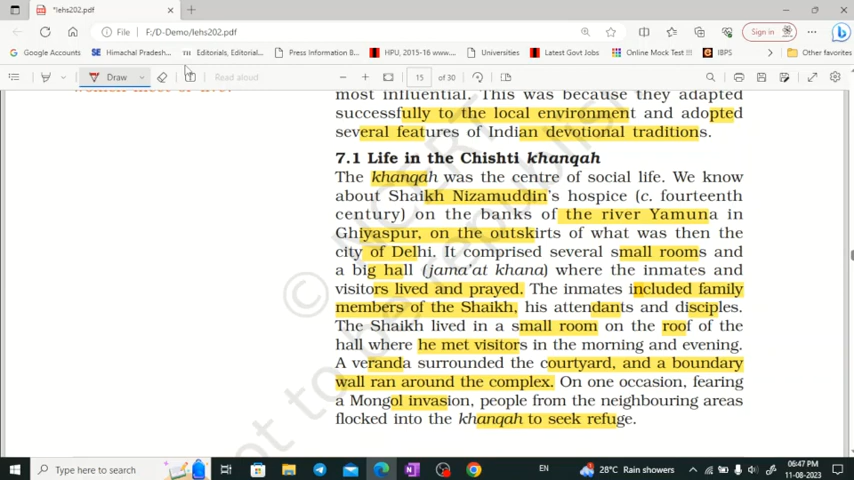 *lehs202.pdf
File
F:/D-Demo/lehs202.pdf
Sign in
Google Accounts
SE Himachal Pradesh...
Editorials, Editorial...
Press Information B...
HPU, 2015-16 www....
Universities
Latest Govt Jobs
Online Mock Test !!
IBPS
Other favorites
Draw
Read aloud
15 of 30
most influential. This was because they adapted
successfully to the local environment and adopted
several features of Indian devotional traditions.
7.1 Life in the Chishti khanqah
The khanqah was the centre of social life. We know
about Shaikh Nizamuddin's hospice (c. fourteenth
century) on the banks of the river Yamuna in
Ghiyaspur, on the outskirts of what was then the
city of Delhi. It comprised several small rooms and
a big hall (jama'at khana) where the inmates and
visitors lived and prayed. The inmates included family
members of the Shaikh, his attendants and disciples.
The Shaikh lived in a small room on the roof of the
hall where he met visitors in the morning and evening.
A veranda surrounded the courtyard, and a boundary
wall ran around the complex. On one occasion, fearing
a Mongol invasion, people from the neighbouring areas
flocked into the khanqah to seek refuge.
© NCERT
not to be republis
Type here to search
28°C Rain showers
EN
06:47 PM
11-08-2023